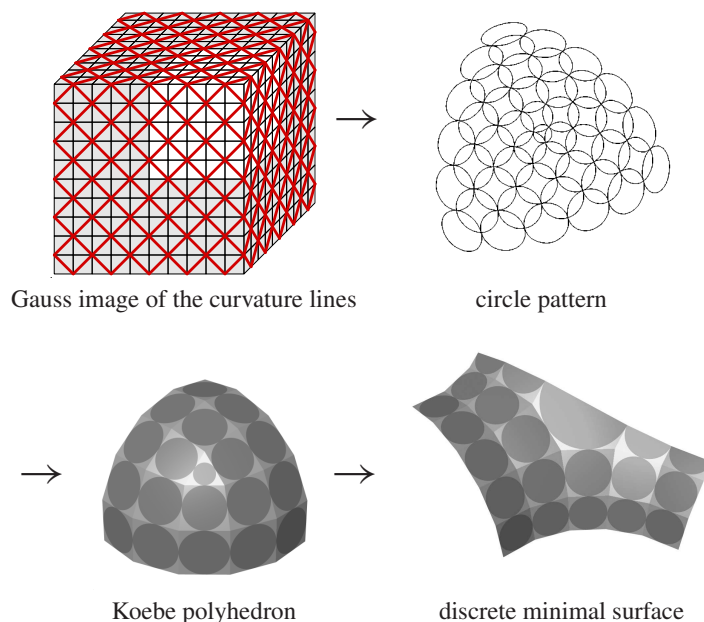 Gauss image of the curvature lines
circle pattern
Koebe polyhedron
discrete minimal surface